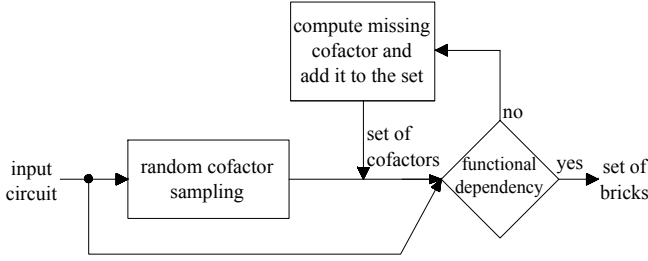 compute missing
cofactor and
add it to the set
no
set of
cofactors
input
circuit
random cofactor
sampling
functional
dependency
yes
set of
bricks